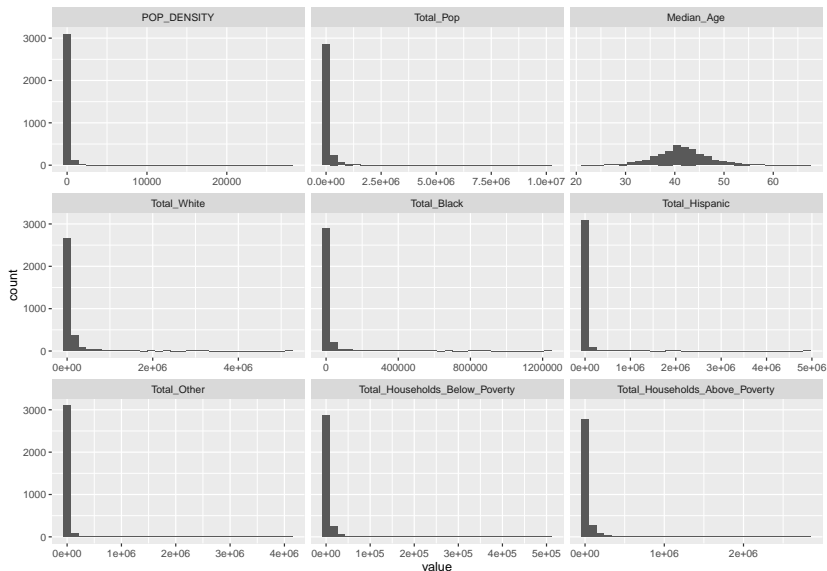 POP_DENSITY Total_Pop Median_Age
3000
2000
1000
0
0 10000 20000 0.0e+00 2.5e+06 5.0e+06 7.5e+06 1.0e+07 20 30 40 50 60
Total_White Total_Black Total_Hispanic
3000
2000
1000
0
0e+00 2e+06 4e+06 0 400000 800000 1200000 0e+00 1e+06 2e+06 3e+06 4e+06 5e+06
count
Total_Other Total_Households_Below_Poverty Total_Households_Above_Poverty
3000
2000
1000
0
0e+00 1e+06 2e+06 3e+06 4e+06 0e+00 1e+05 2e+05 3e+05 4e+05 5e+05 0e+00 1e+06 2e+06
value